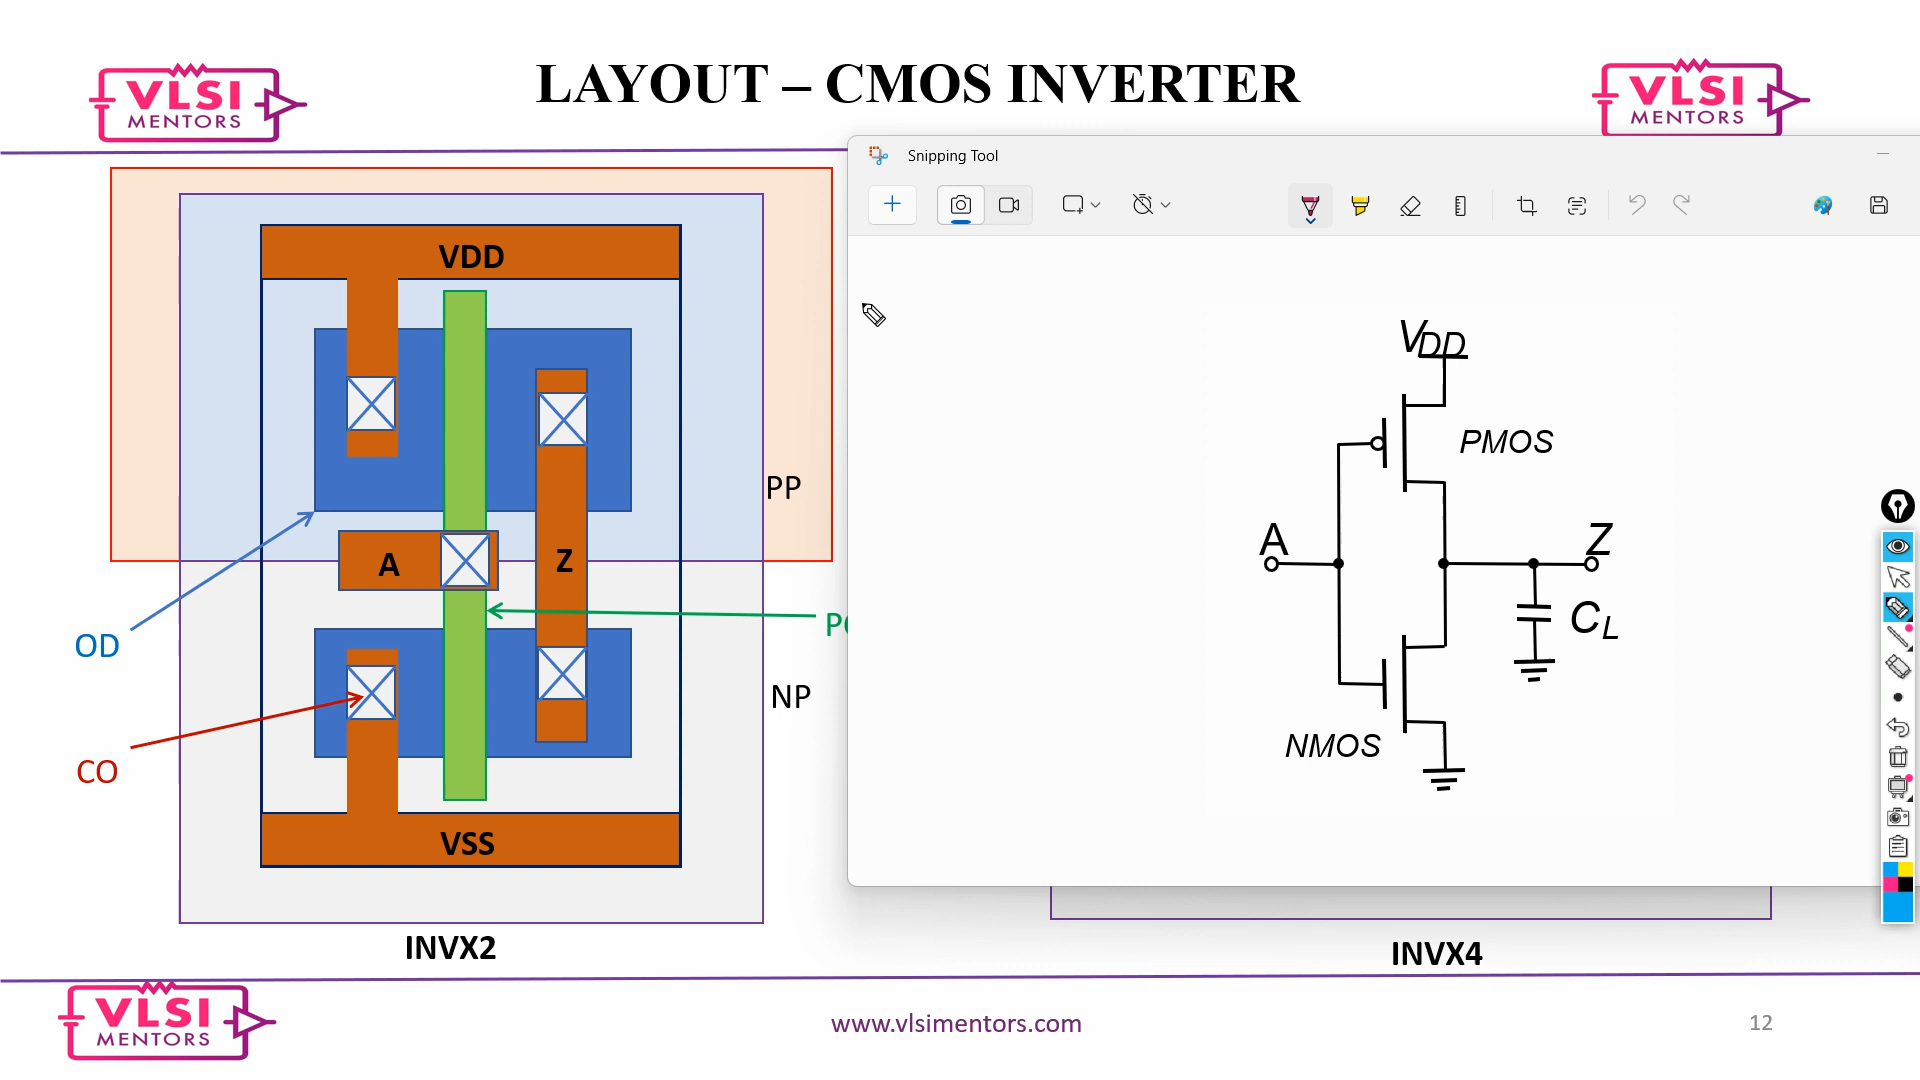 LAYOUT – CMOS INVERTER
VLSI
MENTORS
VLSI
MENTORS
Snipping Tool
VDD
PP
A
Z
OD
NP
CO
VSS
INVX2
VDD
PMOS
A
Z
CL
NMOS
INVX4
VLSI
MENTORS
www.vlsimentors.com
12